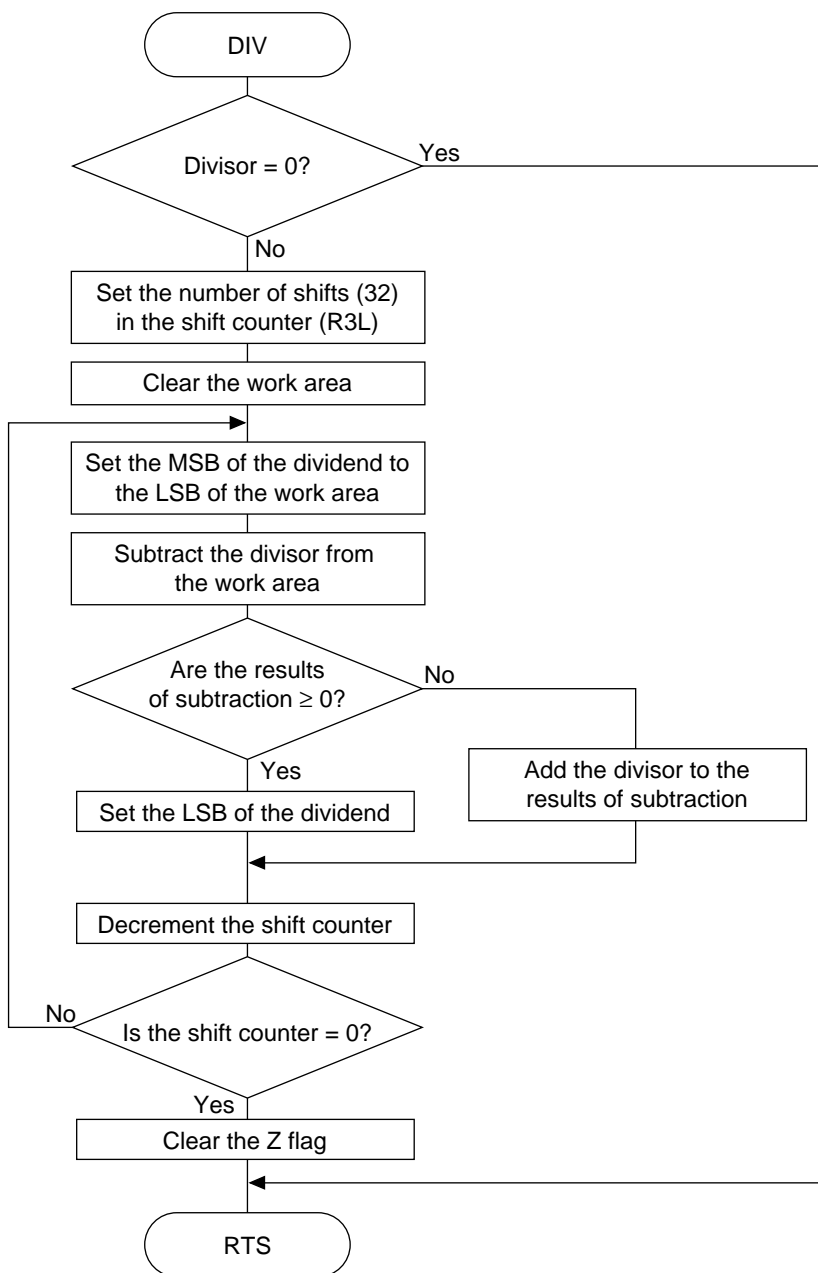 DIV
Divisor = 0?
Yes
No
Set the number of shifts (32)
in the shift counter (R3L)
Clear the work area
Set the MSB of the dividend to
the LSB of the work area
Subtract the divisor from
the work area
Are the results
of subtraction ≥ 0?
No
Yes
Add the divisor to the
results of subtraction
Set the LSB of the dividend
Decrement the shift counter
No
Is the shift counter = 0?
Yes
Clear the Z flag
RTS